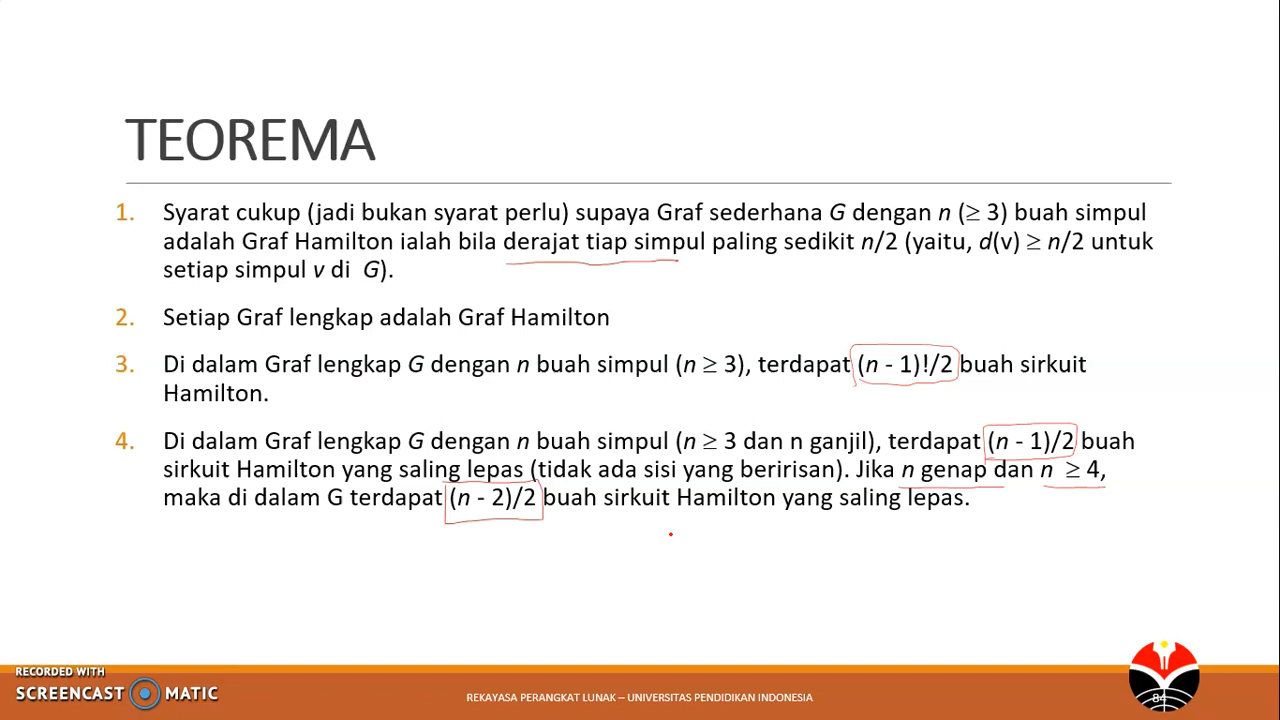 TEOREMA
1. Syarat cukup (jadi bukan syarat perlu) supaya Graf sederhana G dengan n (≥ 3) buah simpul
adalah Graf Hamilton ialah bila derajat tiap simpul paling sedikit n/2 (yaitu, d(v) ≥ n/2 untuk
setiap simpul v di G).
2. Setiap Graf lengkap adalah Graf Hamilton
3. Di dalam Graf lengkap G dengan n buah simpul (n ≥ 3), terdapat (n - 1)!/2 buah sirkuit
Hamilton.
4. Di dalam Graf lengkap G dengan n buah simpul (n ≥ 3 dan n ganjil), terdapat (n - 1)/2 buah
sirkuit Hamilton yang saling lepas (tidak ada sisi yang beririsan). Jika n genap dan n ≥ 4,
maka di dalam G terdapat (n - 2)/2 buah sirkuit Hamilton yang saling lepas.
RECORDED WITH
SCREENCAST MATIC
REKAYASA PERANGKAT LUNAK – UNIVERSITAS PENDIDIKAN INDONESIA
84